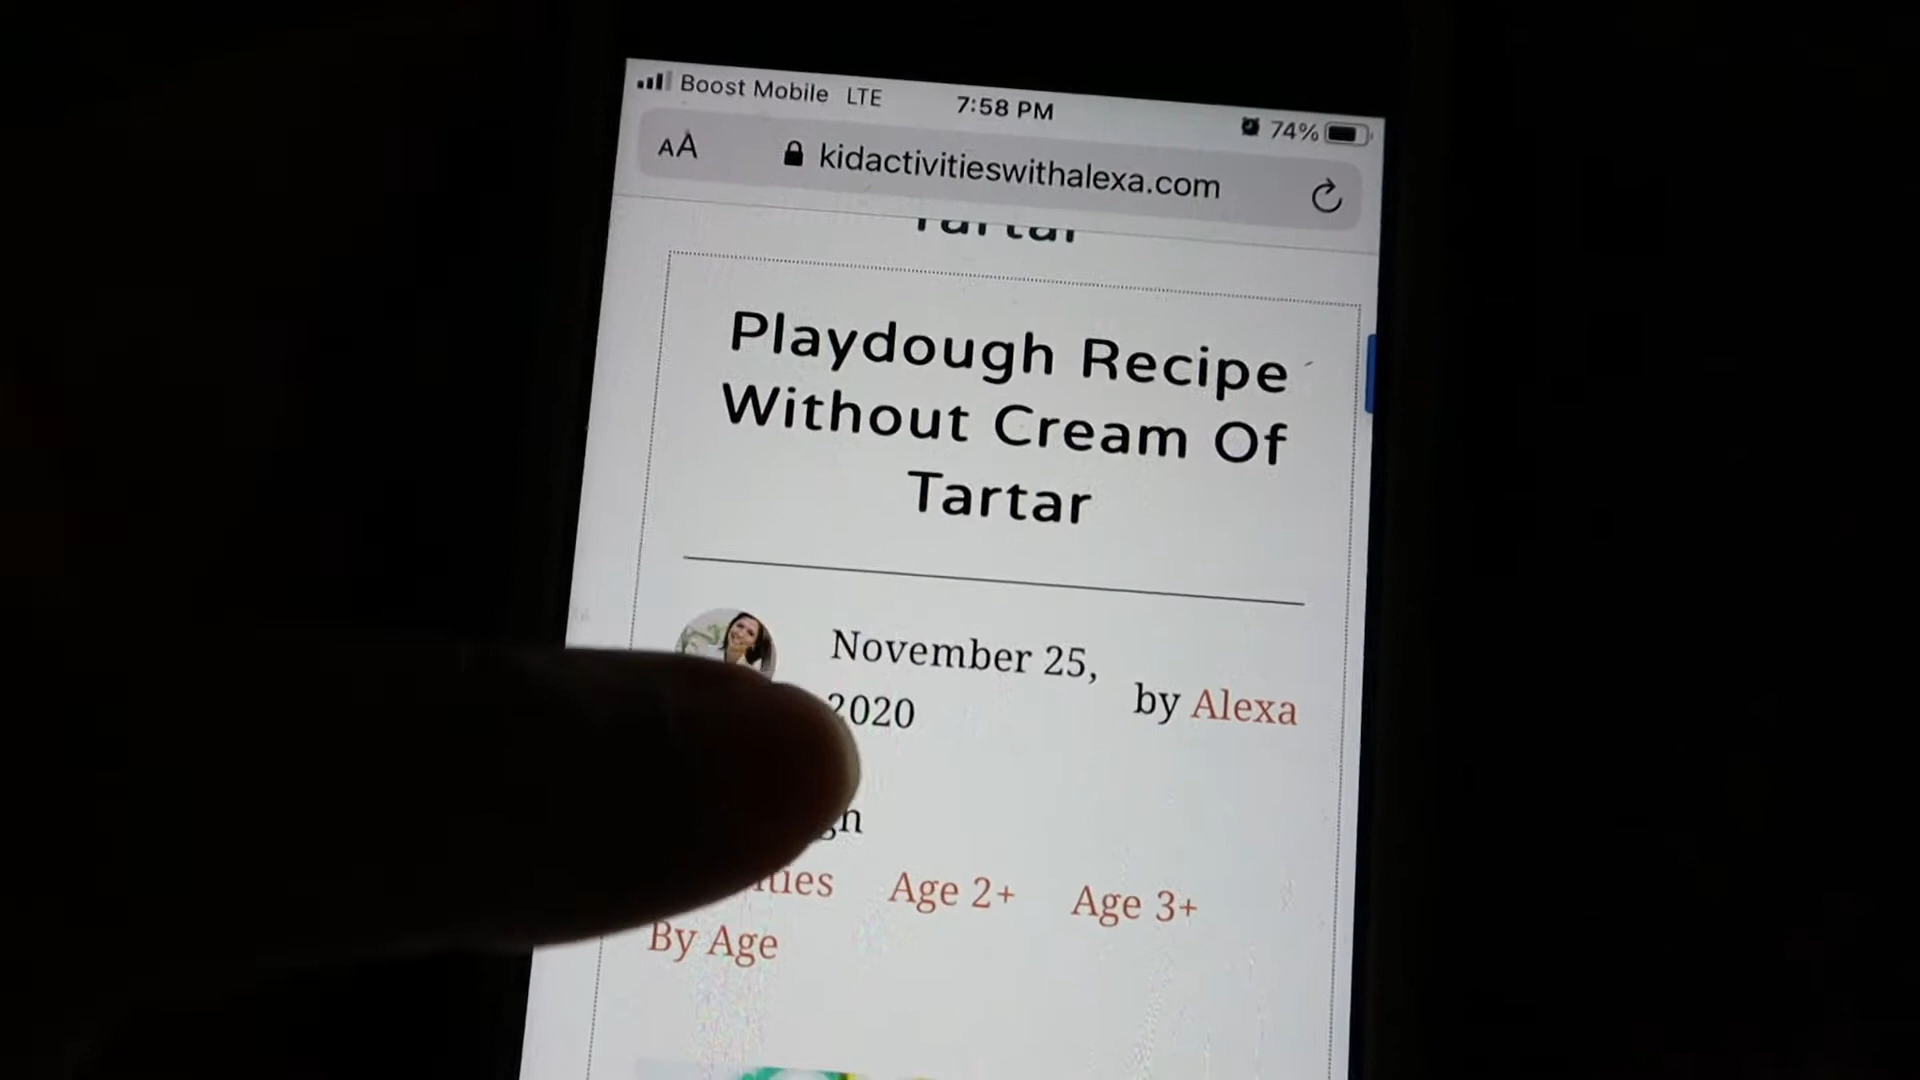 Boost Mobile LTE 7:58 PM 74%
AA kidactivitieswithalexa.com
Tartar
Playdough Recipe
Without Cream Of
Tartar
November 25,
2020
by Alexa
Age 2+ Age 3+
By Age